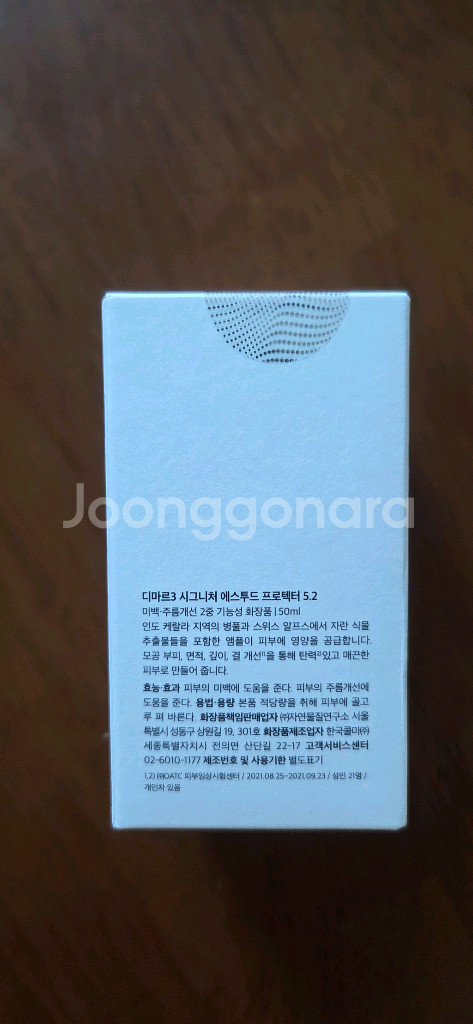 Joonggonara
디마르3 시그니처 에스투드 프로텍터 5.2
미백·주름개선 2중 기능성 화장품 | 50ml
인도 케랄라 지역의 병풀과 스위스 알프스에서 자란 식물
추출물들을 포함한 앰플이 피부에 영양을 공급합니다.
모공 부피, 면적, 깊이, 결 개선¹⁾을 통해 탄력²⁾있고 매끈한
피부로 만들어 줍니다.
효능·효과 피부의 미백에 도움을 준다. 피부의 주름개선에
도움을 준다. 용법·용량 본품 적당량을 취해 피부에 골고
루 펴 바른다. 화장품책임판매업자 ㈜자연물질연구소 서울
특별시 성동구 상원길 19, 301호 화장품제조업자 한국콜마㈜
세종특별자치시 전의면 산단길 22-17 고객서비스센터
02-6010-1177 제조번호 및 사용기한 별도표기
1,2) ㈜OATC 피부임상시험센터 / 2021.08.25~2021.09.23 / 성인 21명 /
개인차 있음